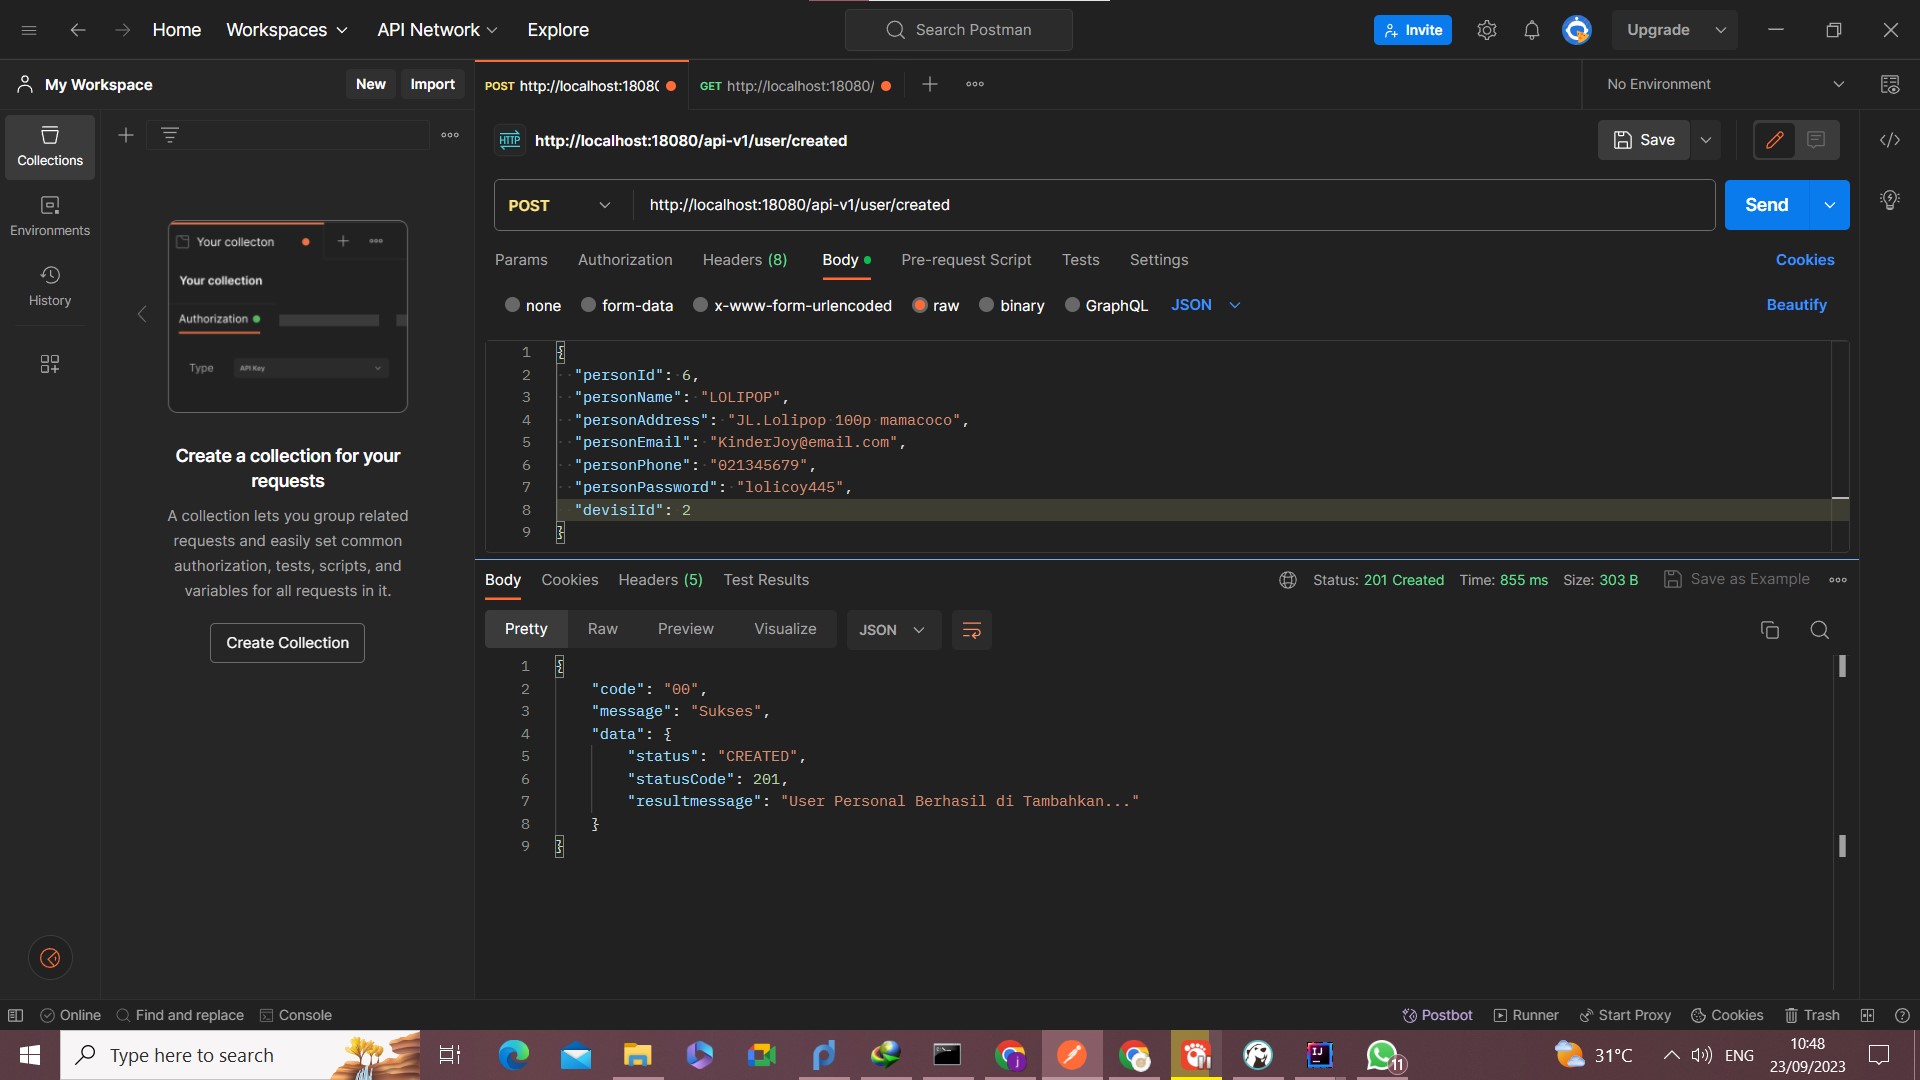 Home
Workspaces
API Network
Explore
Search Postman
Invite
Upgrade
My Workspace
New
Import
POST http://localhost:1808(
GET http://localhost:18080/
No Environment
Collections
Environments
History
HTTP http://localhost:18080/api-v1/user/created
Save
POST
http://localhost:18080/api-v1/user/created
Send
Params
Authorization
Headers (8)
Body
Pre-request Script
Tests
Settings
Cookies
none
form-data
x-www-form-urlencoded
raw
binary
GraphQL
JSON
Beautify
Your collecton
Your collection
Authorization
Type
API Key
Create a collection for your
requests
A collection lets you group related
requests and easily set common
authorization, tests, scripts, and
variables for all requests in it.
Create Collection
1 {
2 "personId": 6,
3 "personName": "LOLIPOP",
4 "personAddress": "JL.Lolipop 100p mamacoco",
5 "personEmail": "KinderJoy@email.com",
6 "personPhone": "021345679",
7 "personPassword": "lolicoy445",
8 "devisiId": 2
9 }
Body
Cookies
Headers (5)
Test Results
Status: 201 Created
Time: 855 ms
Size: 303 B
Save as Example
Pretty
Raw
Preview
Visualize
JSON
1 {
2 "code": "00",
3 "message": "Sukses",
4 "data": {
5 "status": "CREATED",
6 "statusCode": 201,
7 "resultmessage": "User Personal Berhasil di Tambahkan..."
8 }
9 }
Online
Find and replace
Console
Postbot
Runner
Start Proxy
Cookies
Trash
Type here to search
j
IJ
11
31°C
ENG
10:48
23/09/2023